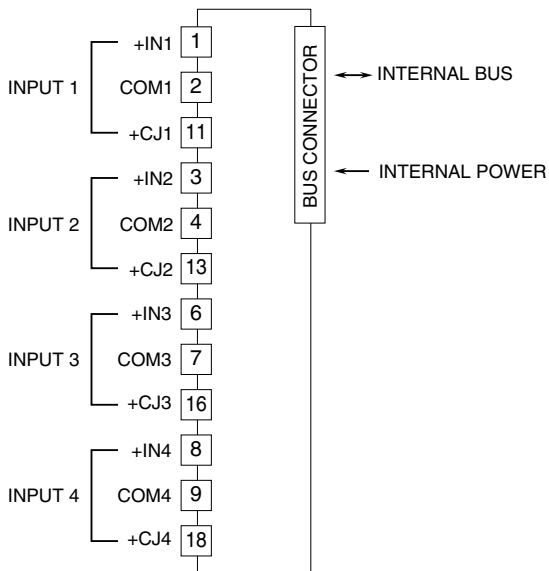 INPUT 1
+IN1 1
COM1 2
+CJ1 11
INPUT 2
+IN2 3
COM2 4
+CJ2 13
INPUT 3
+IN3 6
COM3 7
+CJ3 16
INPUT 4
+IN4 8
COM4 9
+CJ4 18
BUS CONNECTOR
INTERNAL BUS
INTERNAL POWER